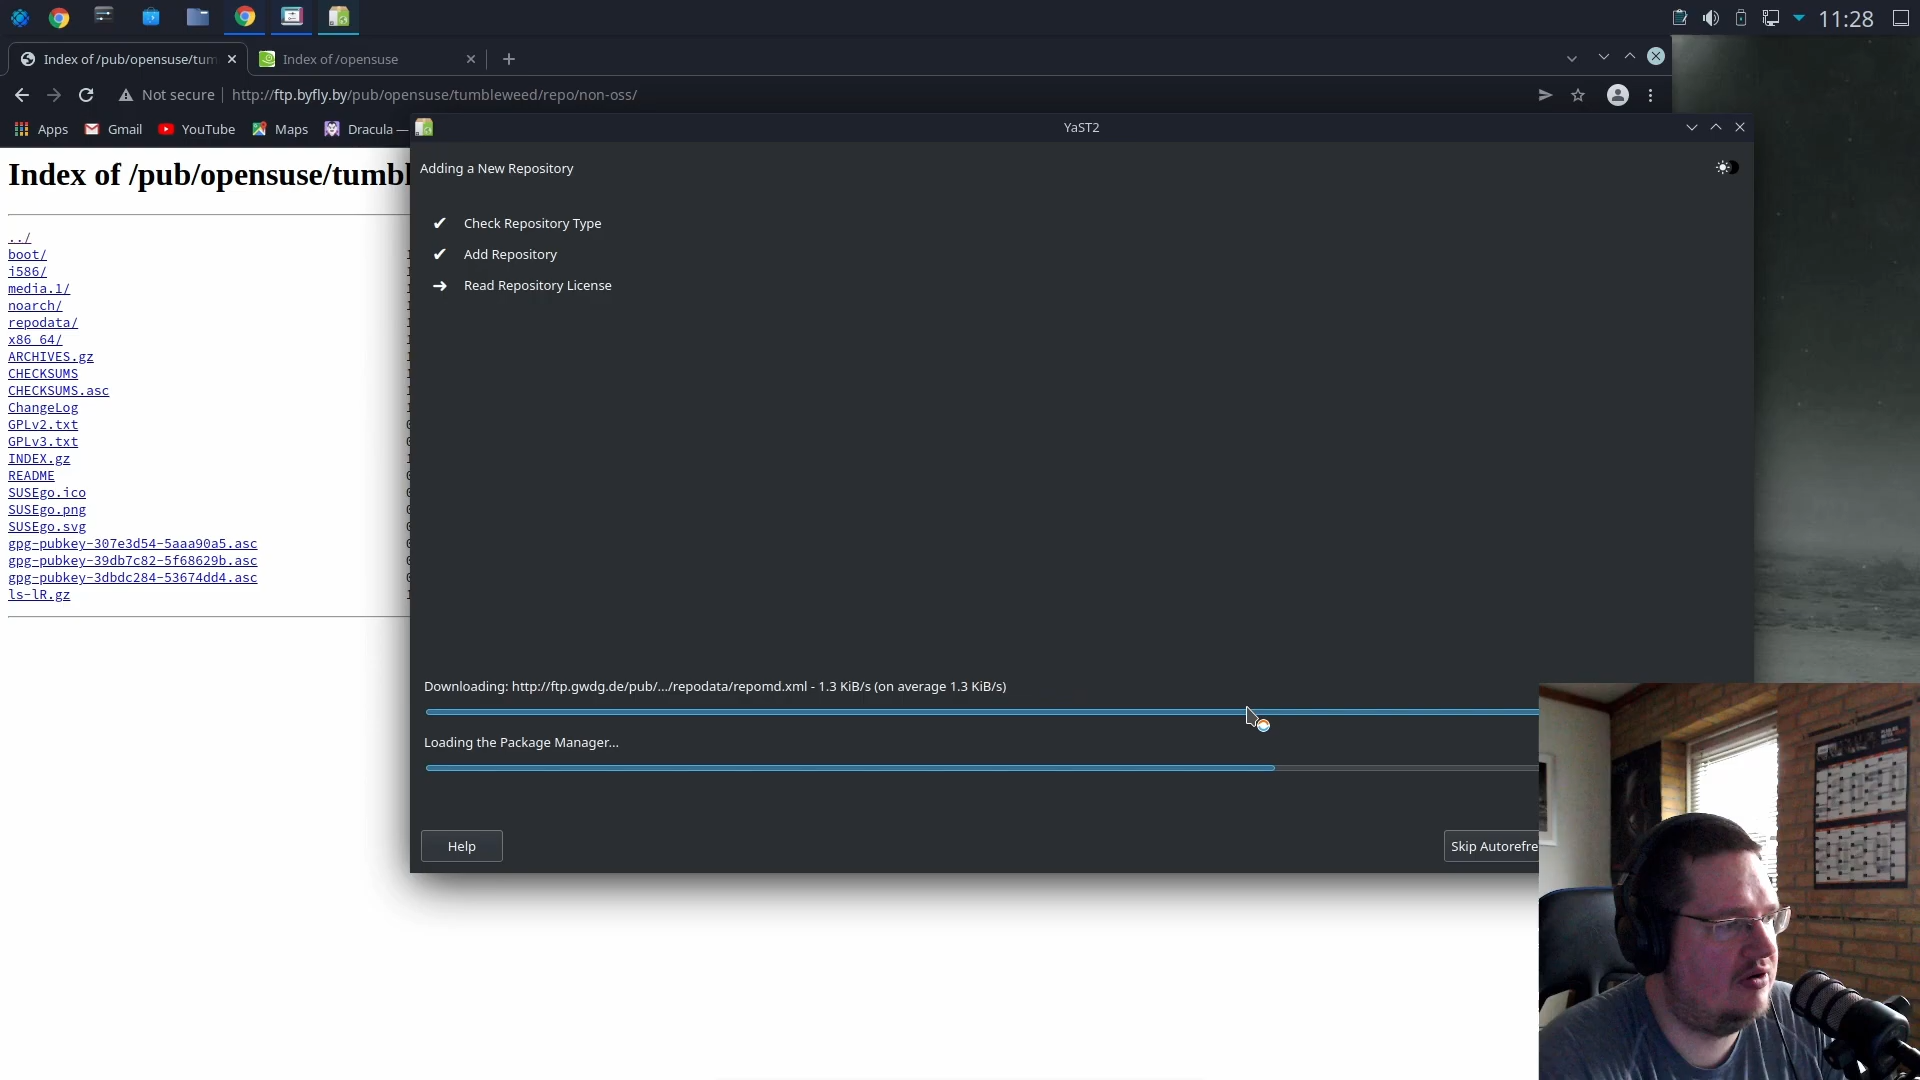 11:28
Index of /pub/opensuse/tum
Index of /opensuse
Not secure
http://ftp.byfly.by/pub/opensuse/tumbleweed/repo/non-oss/
Apps
Gmail
YouTube
Maps
Dracula —
Index of /pub/opensuse/tumbl
../
boot/
i586/
media.1/
noarch/
repodata/
x86_64/
ARCHIVES.gz
CHECKSUMS
CHECKSUMS.asc
ChangeLog
GPLv2.txt
GPLv3.txt
INDEX.gz
README
SUSEgo.ico
SUSEgo.png
SUSEgo.svg
gpg-pubkey-307e3d54-5aaa90a5.asc
gpg-pubkey-39db7c82-5f68629b.asc
gpg-pubkey-3dbdc284-53674dd4.asc
ls-lR.gz
YaST2
Adding a New Repository
✔ Check Repository Type
✔ Add Repository
➔ Read Repository License
Downloading: http://ftp.gwdg.de/pub/.../repodata/repomd.xml - 1.3 KiB/s (on average 1.3 KiB/s)
Loading the Package Manager...
Help
Skip Autorefre